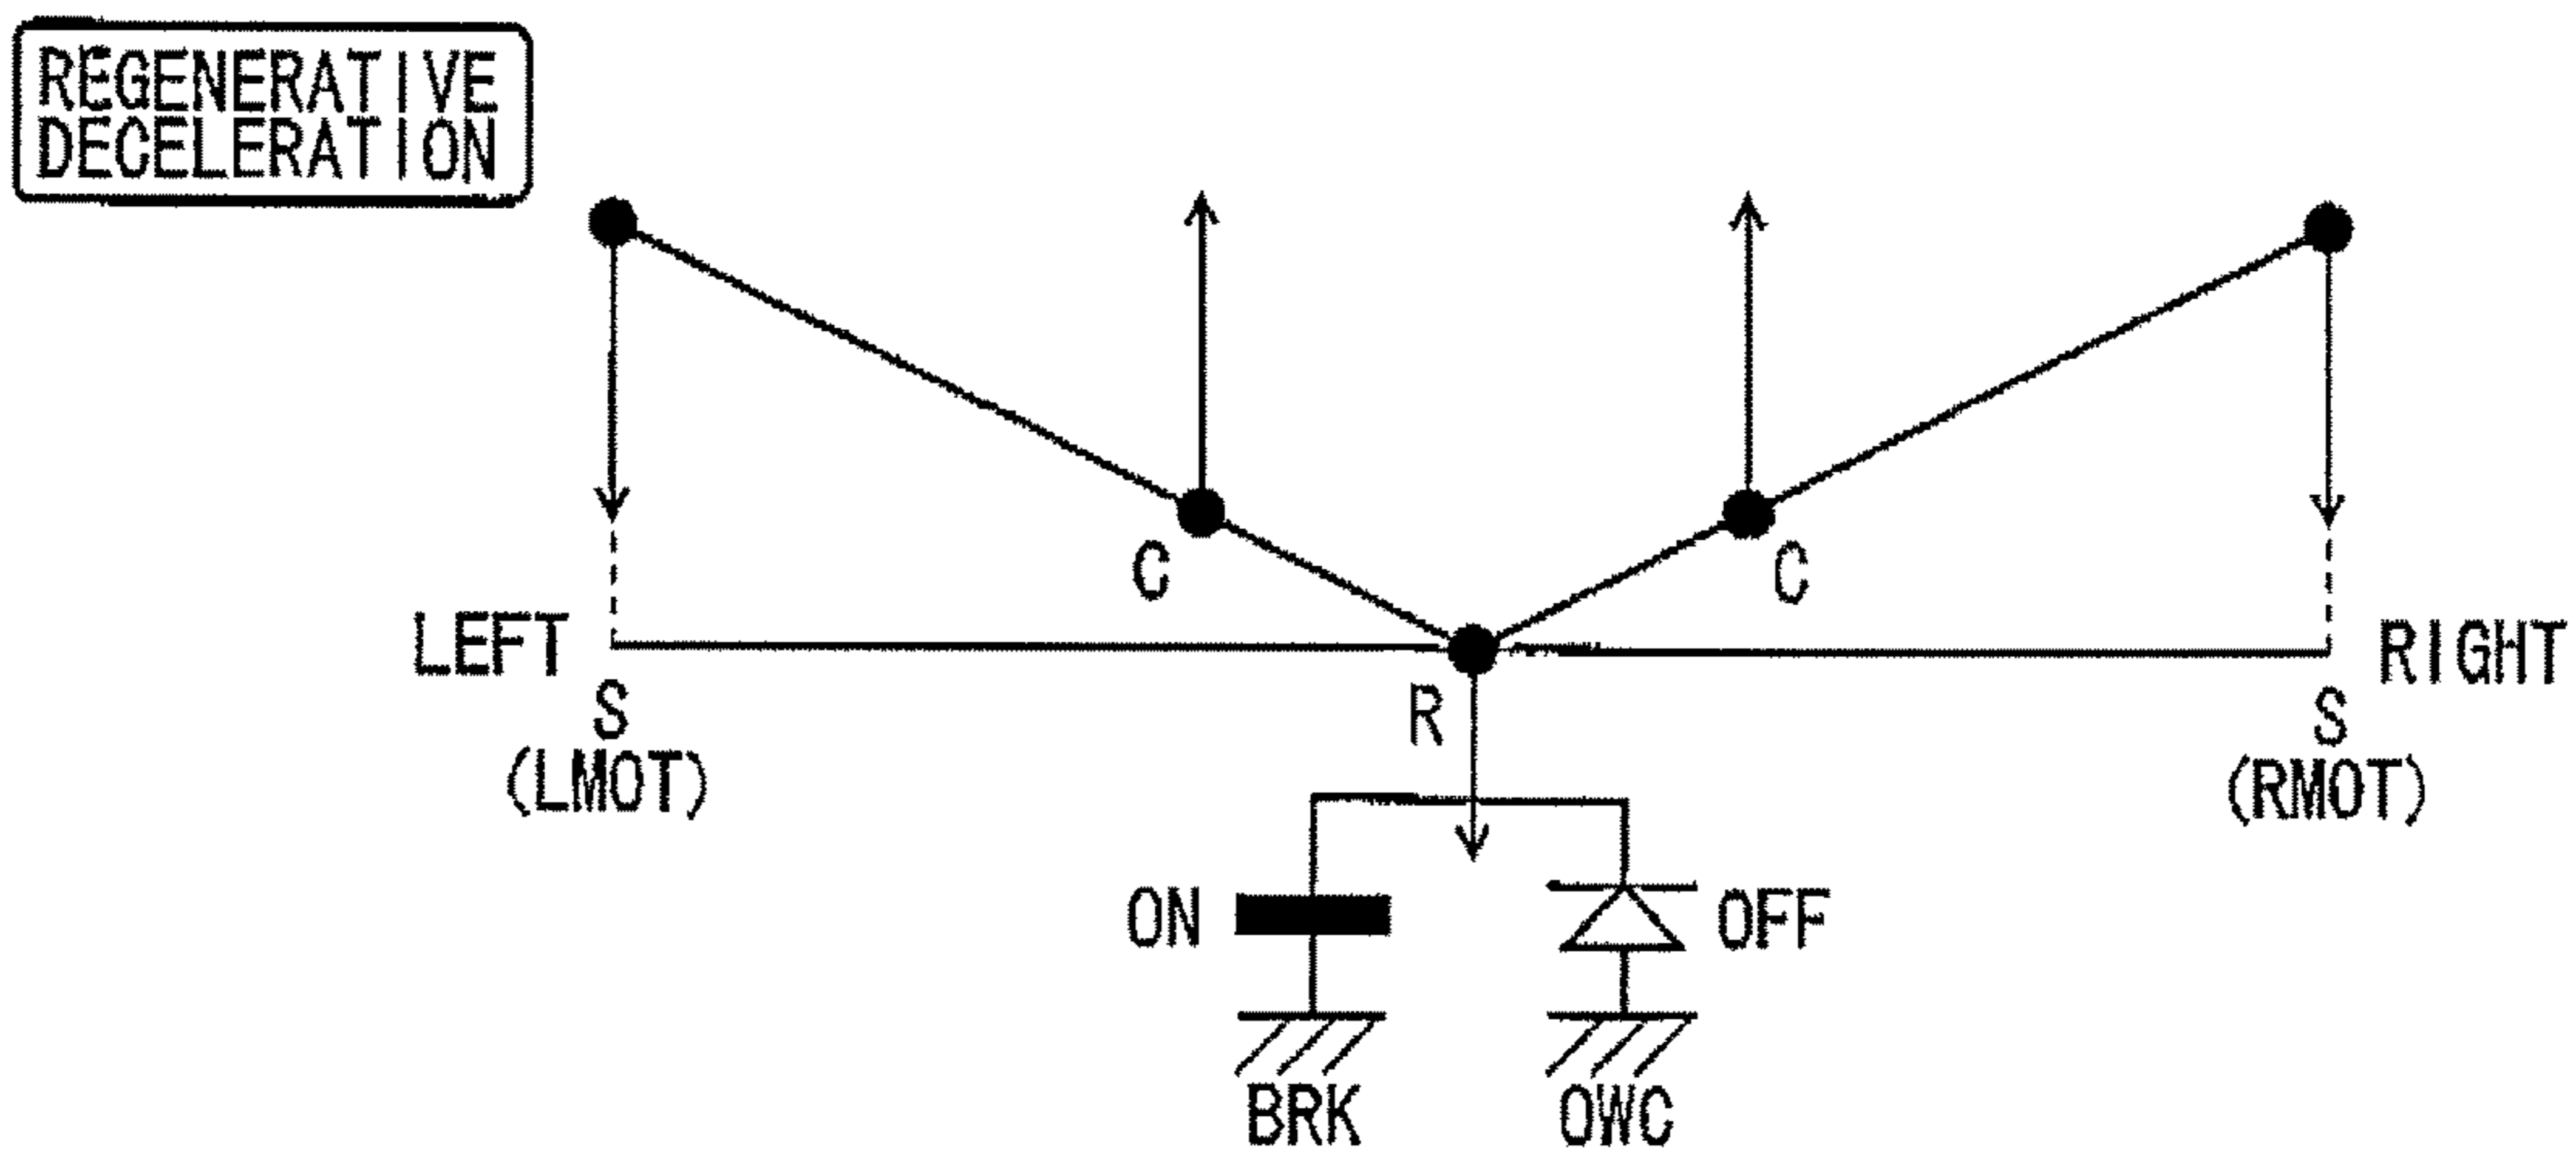 REGENERATIVE
DECELERATION
C
C
LEFT
RIGHT
S
R
S
(LMOT)
(RMOT)
ON
OFF
BRK
OWC